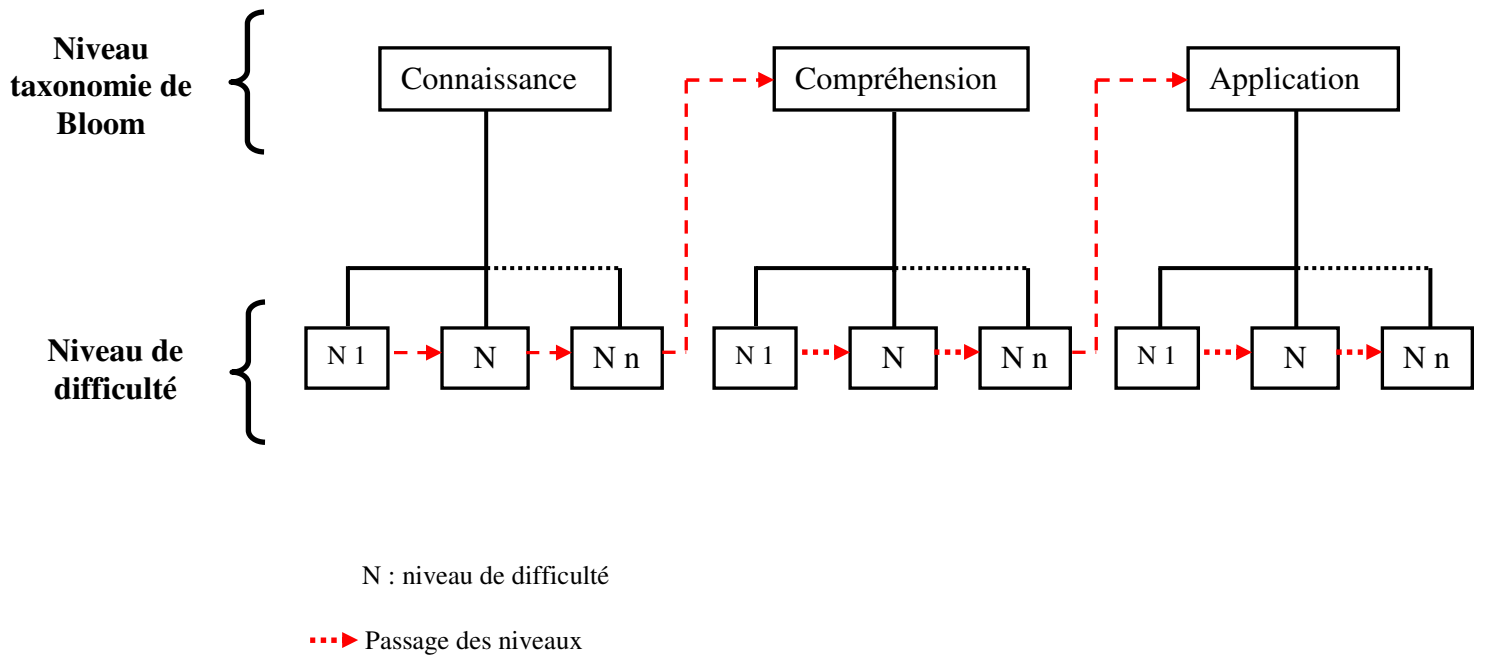 Niveau
taxonomie de
Bloom
Connaissance
Compréhension
Application
Niveau de
difficulté
N 1
N
N n
N 1
N
N n
N 1
N
N n
N : niveau de difficulté
Passage des niveaux